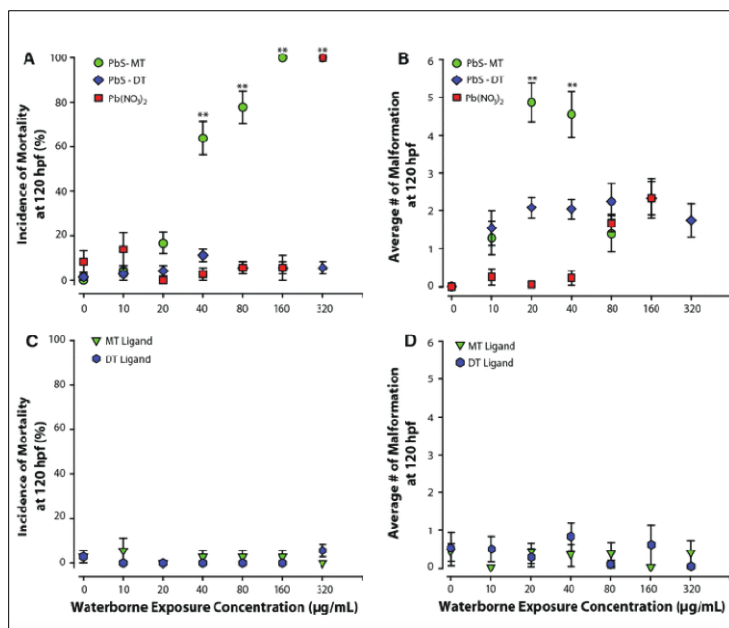 A
PbS- MT
PbS - DT
Pb(NO3)2
Incidence of Mortality
at 120 hpf (%)
100
80
60
40
20
0
**
**
**
**
0
10
20
40
80
160
320
B
PbS- MT
PbS - DT
Pb(NO3)2
Average # of Malformation
at 120 hpf
6
5
4
3
2
1
0
**
**
0
10
20
40
80
160
320
C
MT Ligand
DT Ligand
Incidence of Mortality
at 120 hpf (%)
100
80
60
40
20
0
0
10
20
40
80
160
320
Waterborne Exposure Concentration (µg/mL)
D
MT Ligand
DT Ligand
Average # of Malformation
at 120 hpf
6
5
4
3
2
1
0
0
10
20
40
80
160
320
Waterborne Exposure Concentration (µg/mL)